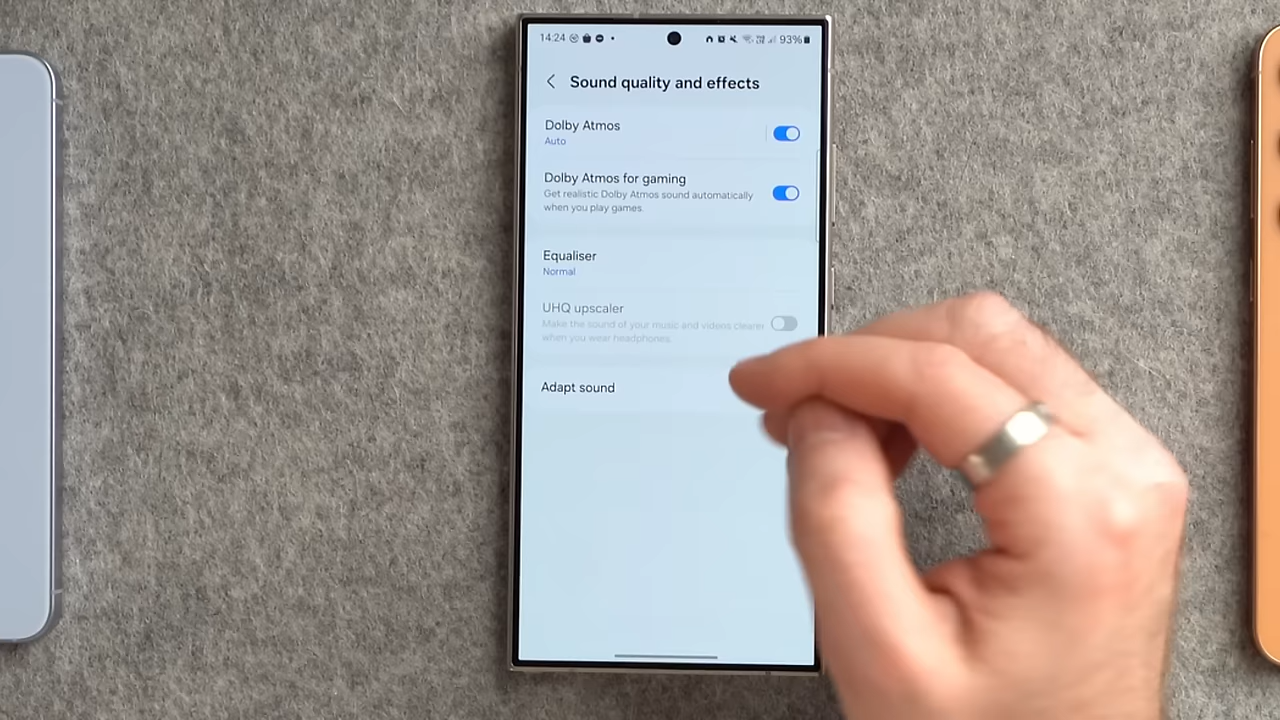 14:24 93%
Sound quality and effects
Dolby Atmos
Auto
Dolby Atmos for gaming
Get realistic Dolby Atmos sound automatically
when you play games.
Equaliser
Normal
UHQ upscaler
Make the sound of your music and videos clearer
when you wear headphones.
Adapt sound